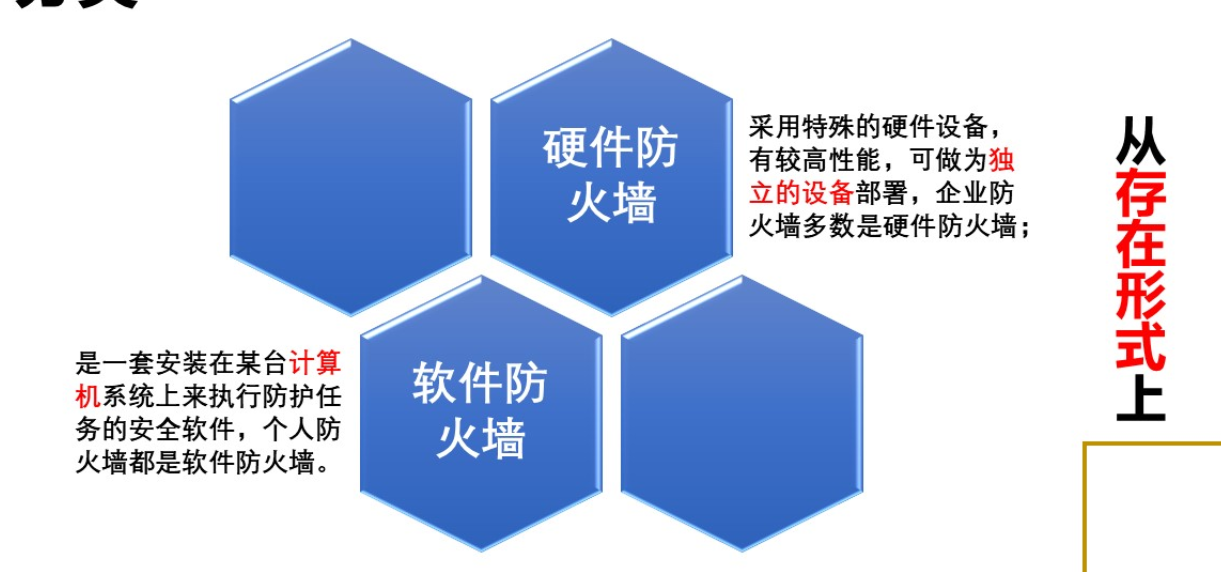 硬件防
火墙
采用特殊的硬件设备，
有较高性能，可做为独
立的设备部署，企业防
火墙多数是硬件防火墙；
从存在形式上
是一套安装在某台计算
机系统上来执行防护任
务的安全软件，个人防
火墙都是软件防火墙。
软件防
火墙